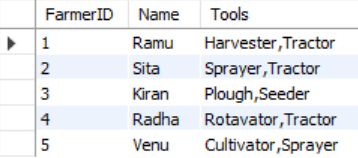 FarmerID Name Tools
1 Ramu Harvester,Tractor
2 Sita Sprayer,Tractor
3 Kiran Plough,Seeder
4 Radha Rotavator,Tractor
5 Venu Cultivator,Sprayer